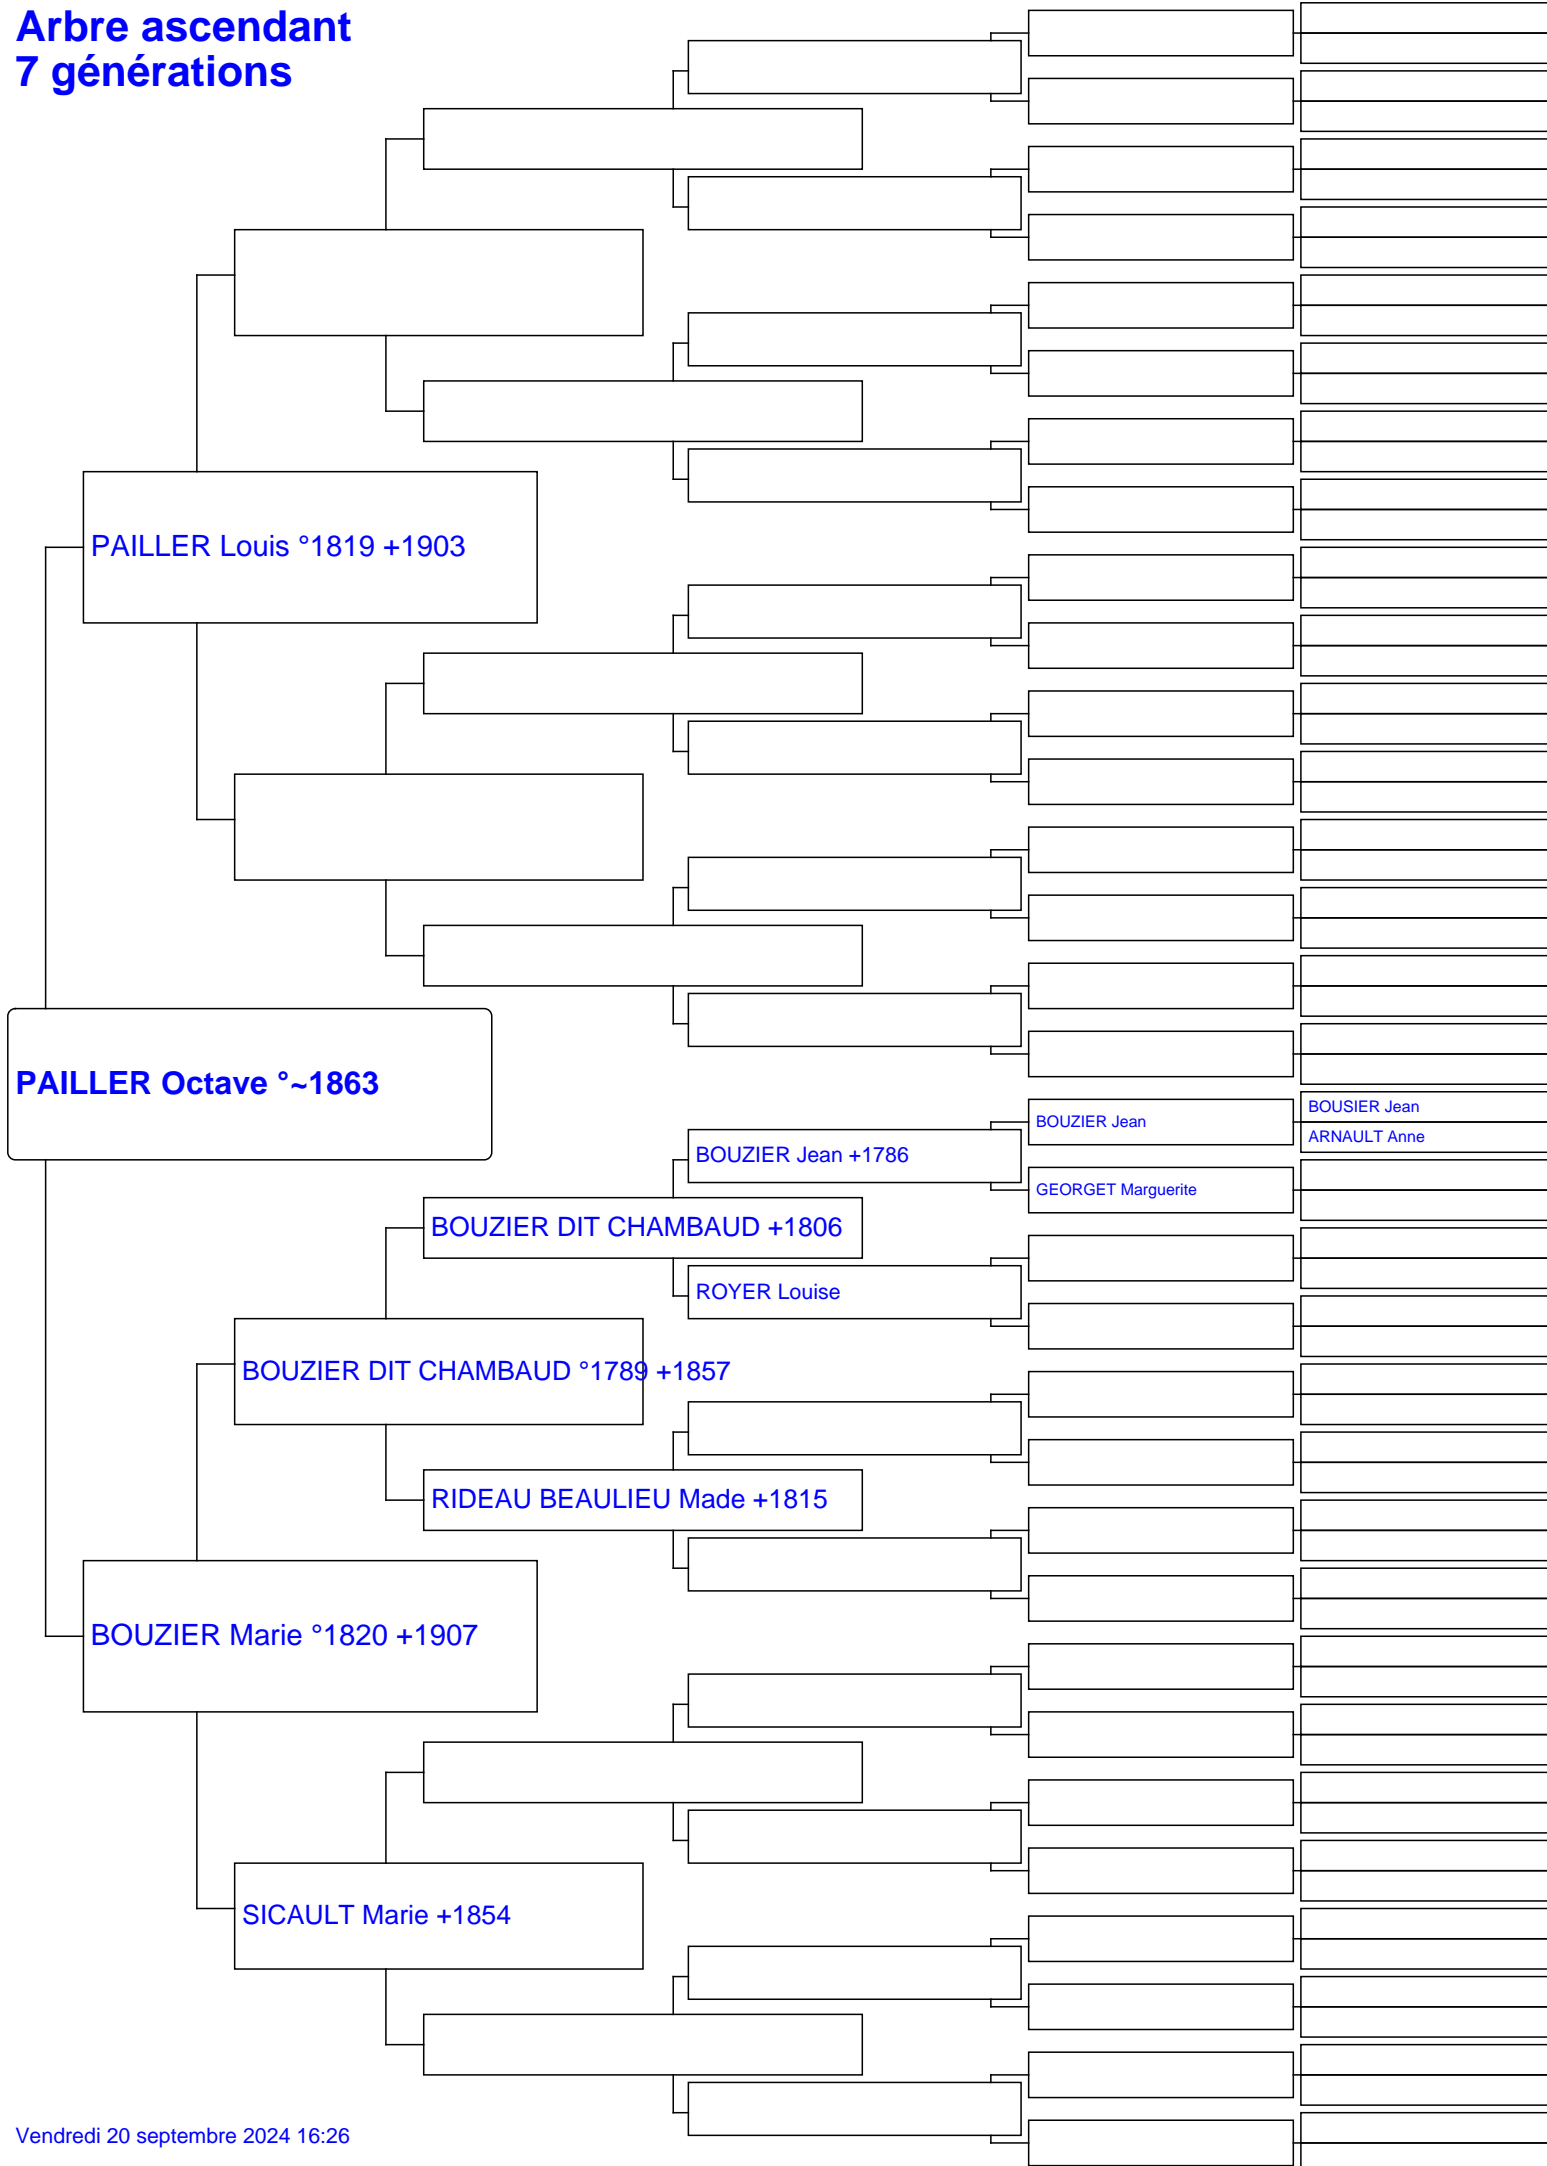 Arbre ascendant
7 générations
PAILLER Louis °1819 +1903
PAILLER Octave °~1863
BOUZIER Jean
BOUSIER Jean
ARNAULT Anne
BOUZIER Jean +1786
GEORGET Marguerite
BOUZIER DIT CHAMBAUD +1806
ROYER Louise
BOUZIER DIT CHAMBAUD °1789 +1857
RIDEAU BEAULIEU Made +1815
BOUZIER Marie °1820 +1907
SICAULT Marie +1854
Vendredi 20 septembre 2024 16:26